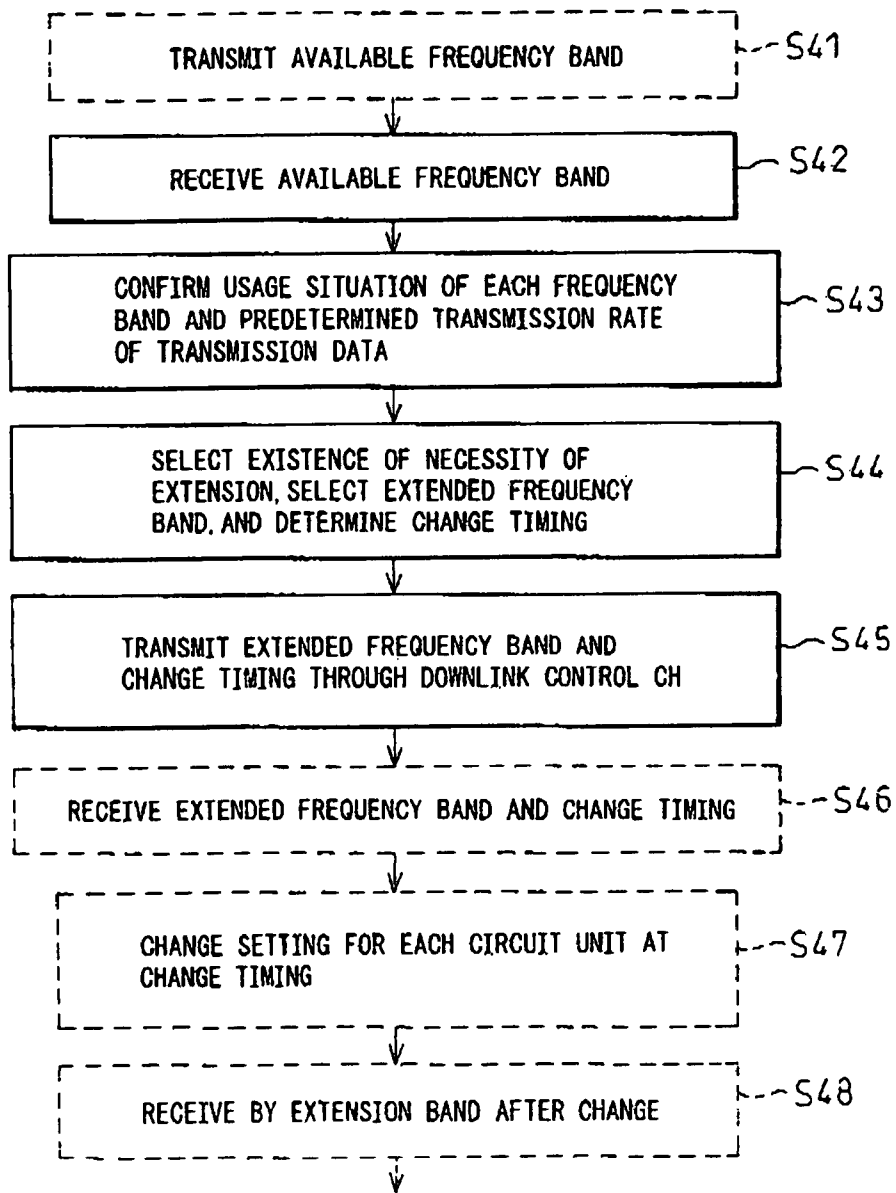 TRANSMIT AVAILABLE FREQUENCY BAND
S41
RECEIVE AVAILABLE FREQUENCY BAND
S42
CONFIRM USAGE SITUATION OF EACH FREQUENCY
BAND AND PREDETERMINED TRANSMISSION RATE
OF TRANSMISSION DATA
S43
SELECT EXISTENCE OF NECESSITY OF
EXTENSION, SELECT EXTENDED FREQUENCY
BAND, AND DETERMINE CHANGE TIMING
S44
TRANSMIT EXTENDED FREQUENCY BAND AND
CHANGE TIMING THROUGH DOWNLINK CONTROL CH
S45
RECEIVE EXTENDED FREQUENCY BAND AND CHANGE TIMING
S46
CHANGE SETTING FOR EACH CIRCUIT UNIT AT
CHANGE TIMING
S47
RECEIVE BY EXTENSION BAND AFTER CHANGE
S48